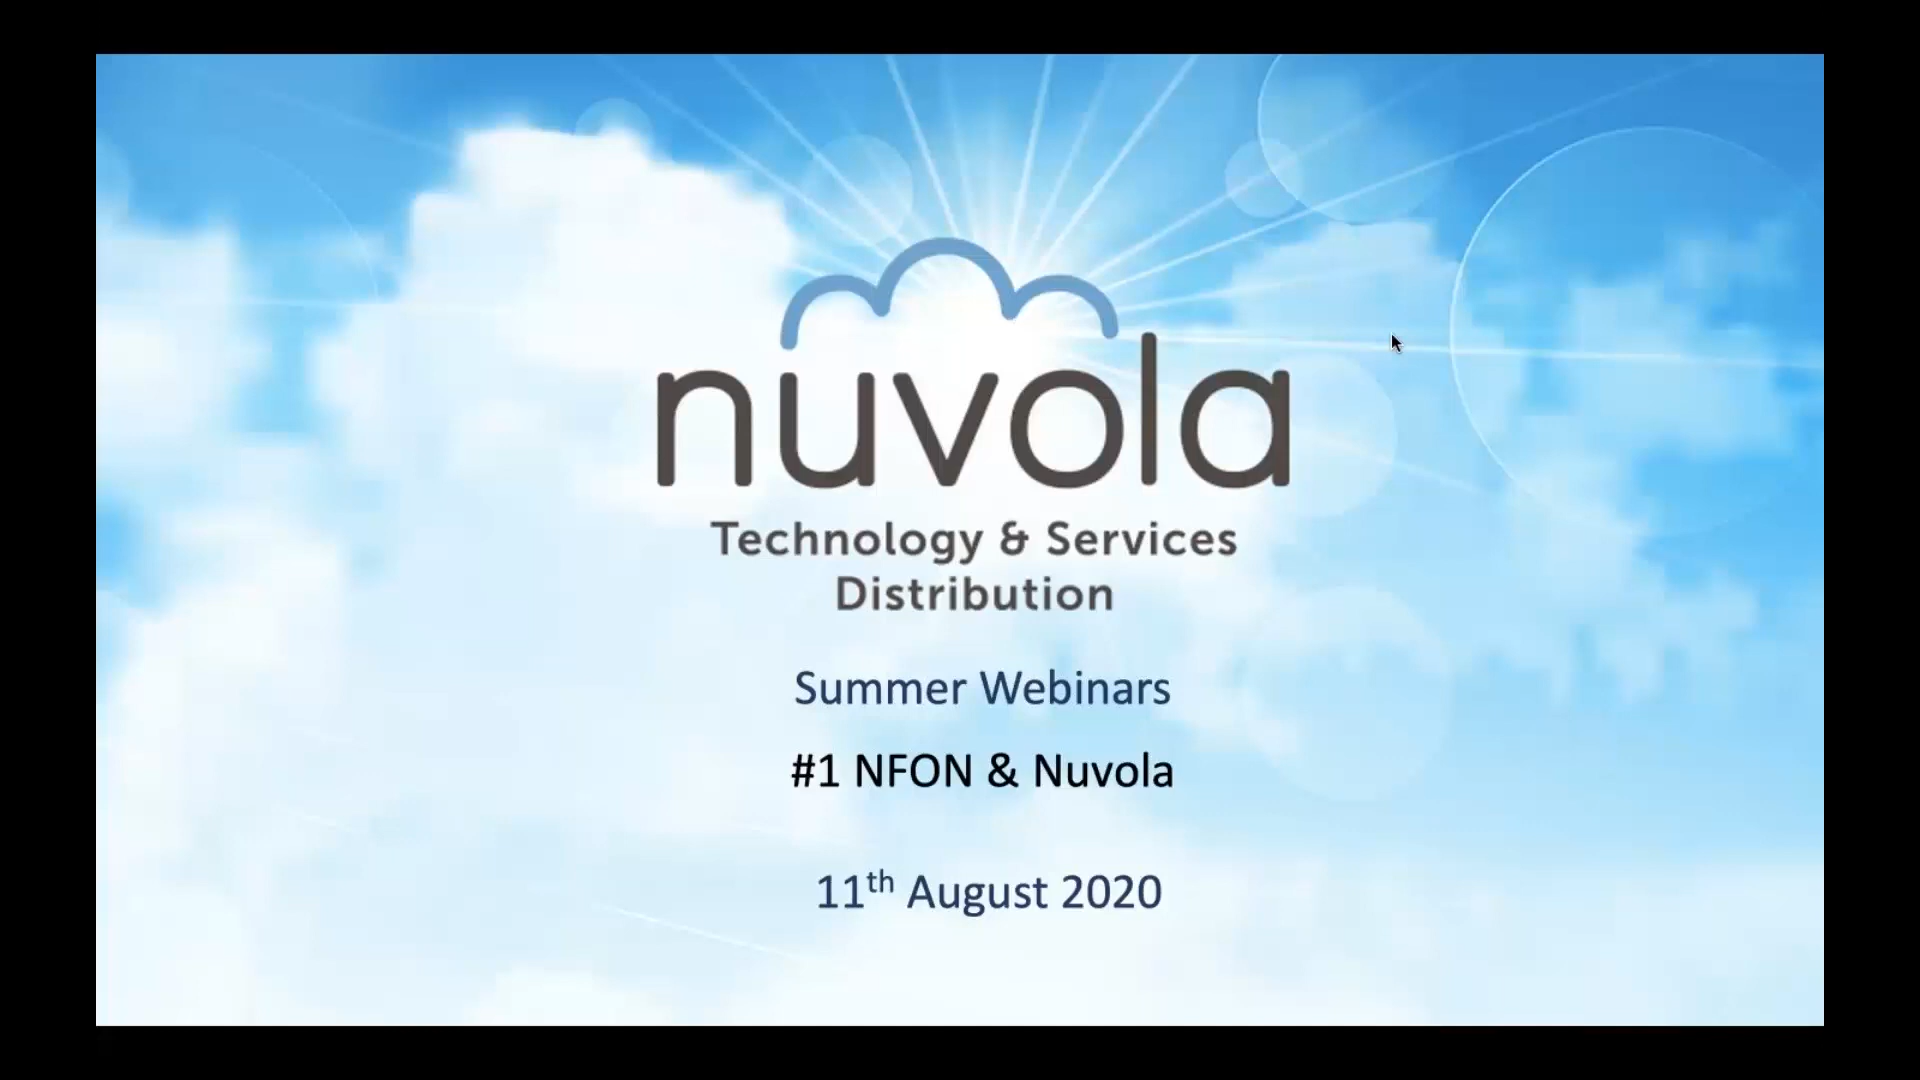 nuvola
Technology & Services
Distribution
Summer Webinars
#1 NFON & Nuvola
11th August 2020